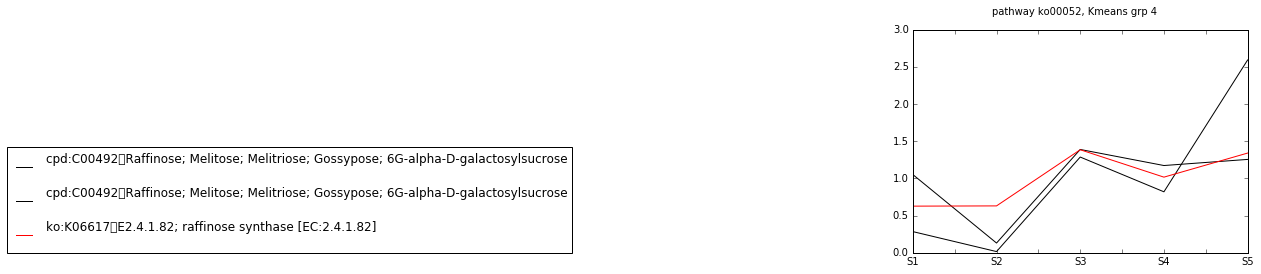 pathway ko00052, Kmeans grp 4
3.0
2.5
2.0
1.5
1.0
0.5
0.0
S1 S2 S3 S4 S5
cpd:C00492▯Raffinose; Melitose; Melitriose; Gossypose; 6G-alpha-D-galactosylsucrose
cpd:C00492▯Raffinose; Melitose; Melitriose; Gossypose; 6G-alpha-D-galactosylsucrose
ko:K06617▯E2.4.1.82; raffinose synthase [EC:2.4.1.82]